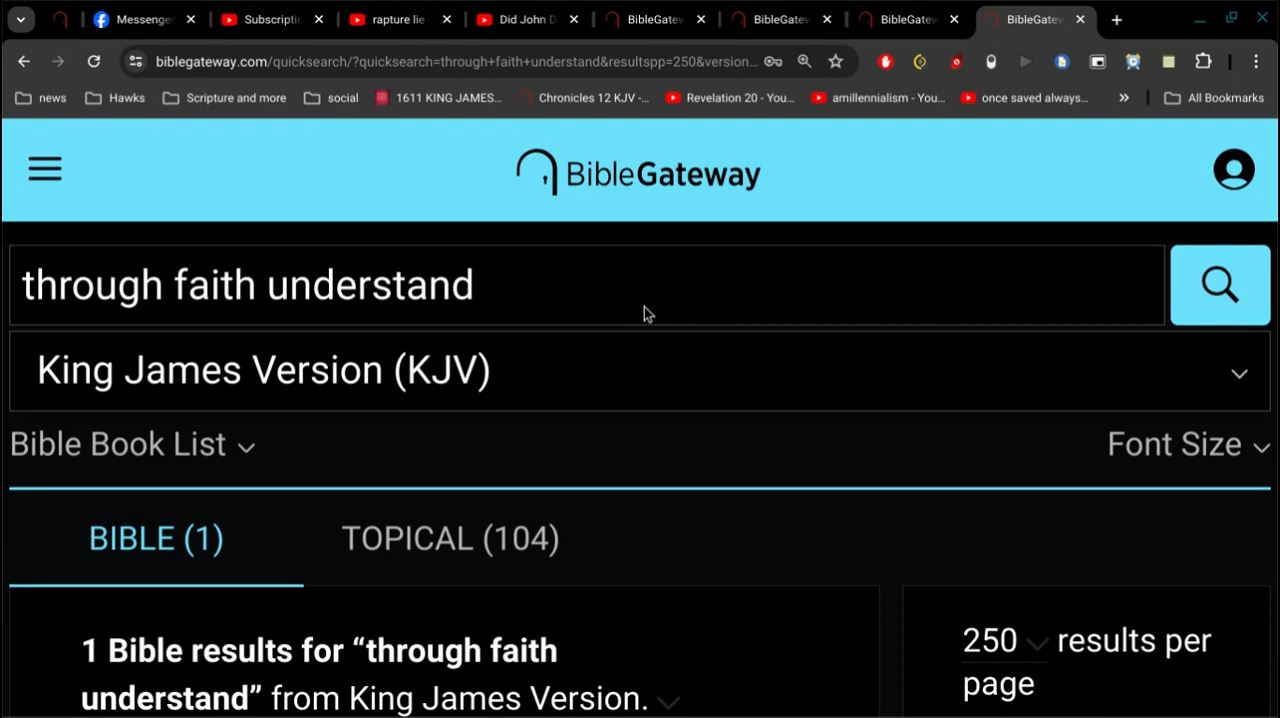 Messenge
Subscriptic
rapture lie
Did John D
BibleGatew
BibleGatew
BibleGatew
BibleGatew
biblegateway.com/quicksearch/?quicksearch=through+faith+understand&resultspp=250&version...
news
Hawks
Scripture and more
social
1611 KING JAMES...
Chronicles 12 KJV -...
Revelation 20 - You...
amillennialism - You...
once saved always...
All Bookmarks
BibleGateway
through faith understand
King James Version (KJV)
Bible Book List
Font Size
BIBLE (1)
TOPICAL (104)
1 Bible results for “through faith
understand” from King James Version.
250 results per
page